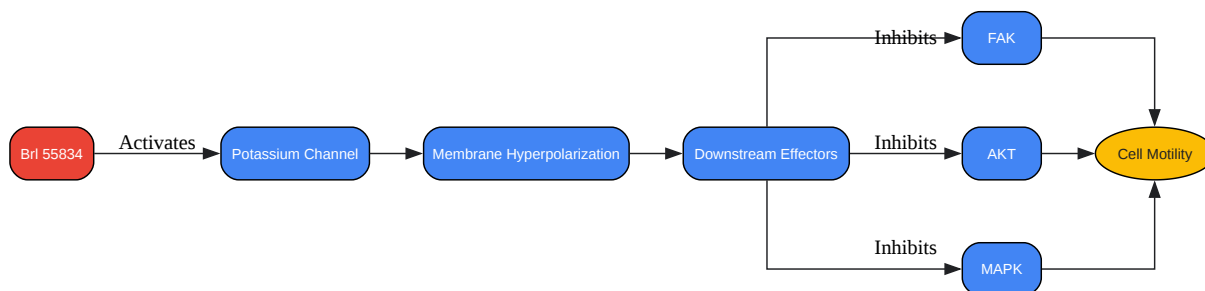 Brl 55834
Activates
Potassium Channel
Membrane Hyperpolarization
Downstream Effectors
Inhibits
FAK
Inhibits
AKT
Inhibits
MAPK
Cell Motility